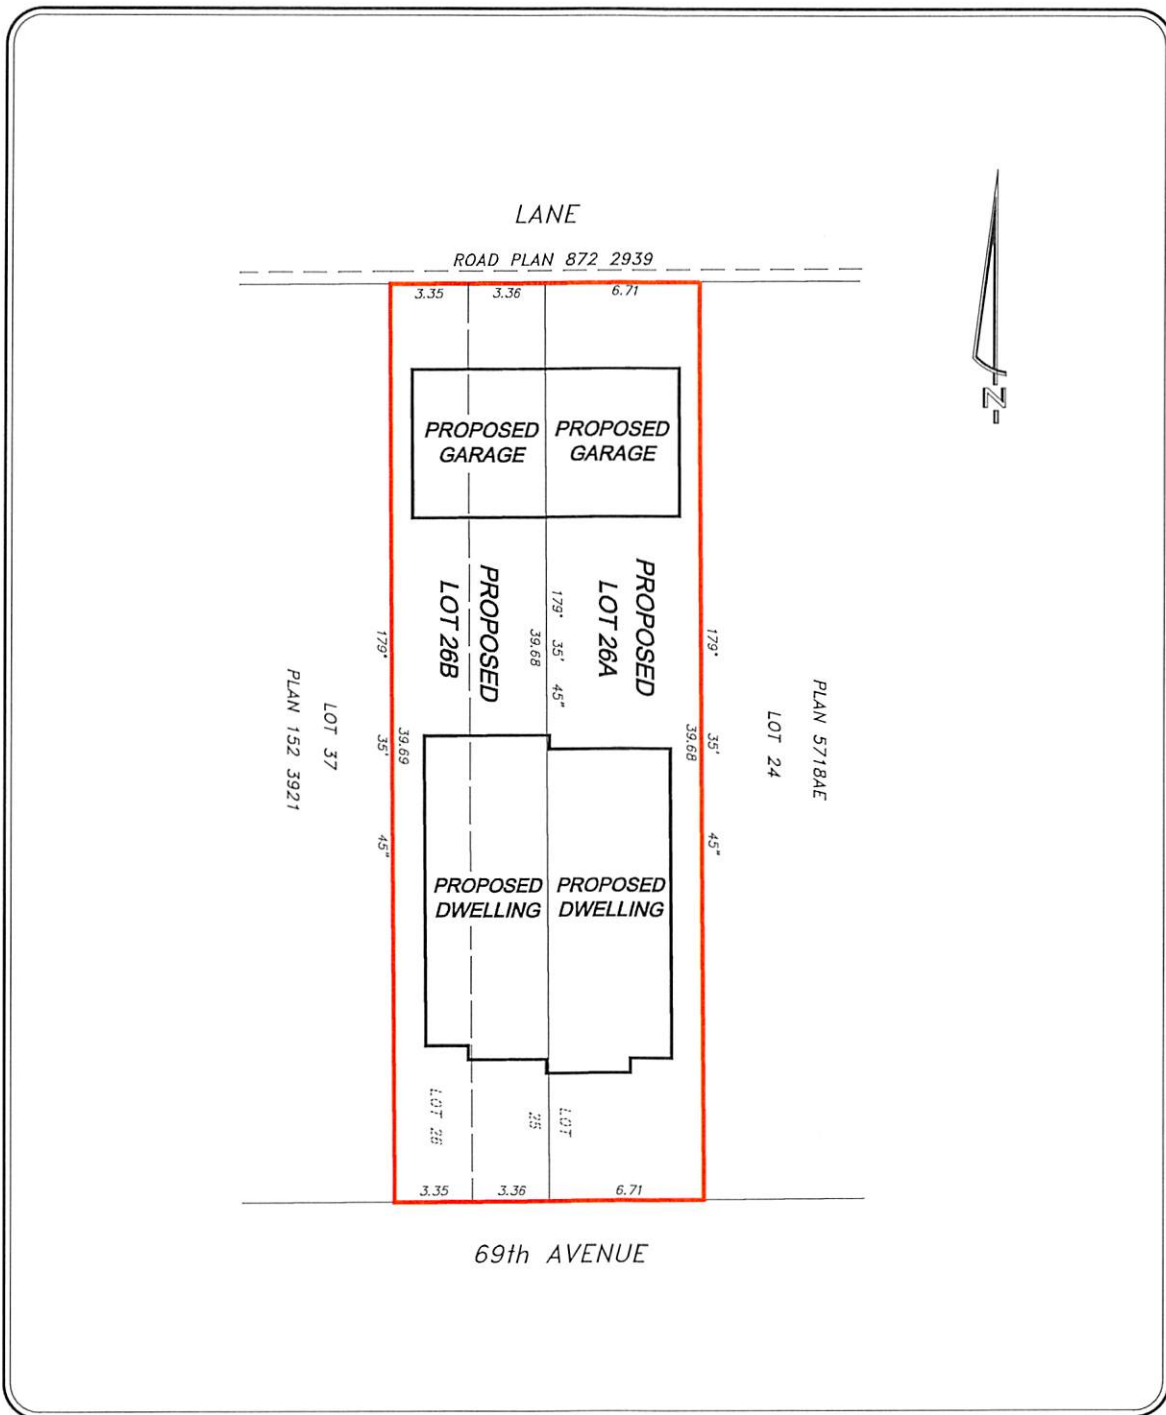 LANE
ROAD PLAN 872 2939
3.35 3.36 6.71
PROPOSED
GARAGE
PROPOSED
GARAGE
PROPOSED
LOT 26B
PROPOSED
LOT 26A
179° 35' 45"
39.68
179° 35' 45"
39.69
179° 35' 45"
39.68
LOT 37
PLAN 152 3921
PLAN 5718AE
LOT 24
PROPOSED
DWELLING
PROPOSED
DWELLING
LOT 26
LOT
25
3.35 3.36 6.71
69th AVENUE
N